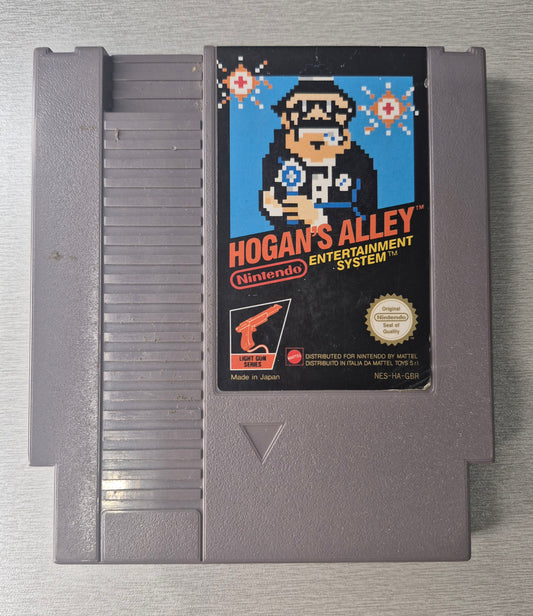 HOGAN'S ALLEY™
Nintendo®
ENTERTAINMENT
SYSTEM™
Original
Nintendo
Seal of
Quality
LIGHT GUN
SERIES
Made in Japan
MATTEL
DISTRIBUTED FOR NINTENDO BY MATTEL
DISTRIBUITO IN ITALIA DA MATTEL TOYS S.r.l
NES-HA-GBR